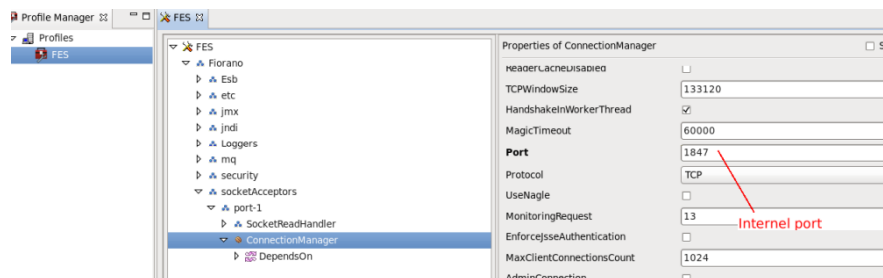 Profile Manager
FES
Profiles
FES
FES
Fiorano
Esb
etc
jmx
jndi
Loggers
mq
security
socketAcceptors
port-1
SocketReadHandler
ConnectionManager
DependsOn
Properties of ConnectionManager
S
ReaderCacheDisabled
TCPWindowSize 133120
HandshakeInWorkerThread
MagicTimeout 60000
Port 1847
Protocol TCP
UseNagle
MonitoringRequest 13
Internel port
EnforceJsseAuthentication
MaxClientConnectionsCount 1024
AdminConnection